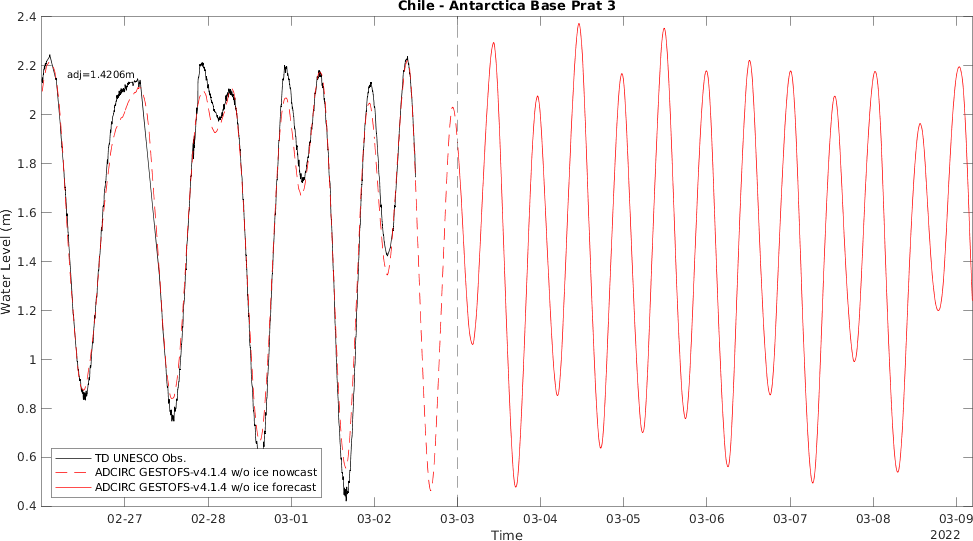 Chile - Antarctica Base Prat 3
2.4
2.2
2
1.8
1.6
1.4
1.2
1
0.8
0.6
0.4
Water Level (m)
adj=1.4206m
TD UNESCO Obs.
ADCIRC GESTOFS-v4.1.4 w/o ice nowcast
ADCIRC GESTOFS-v4.1.4 w/o ice forecast
02-27 02-28 03-01 03-02 03-03 03-04 03-05 03-06 03-07 03-08 03-09
Time
2022